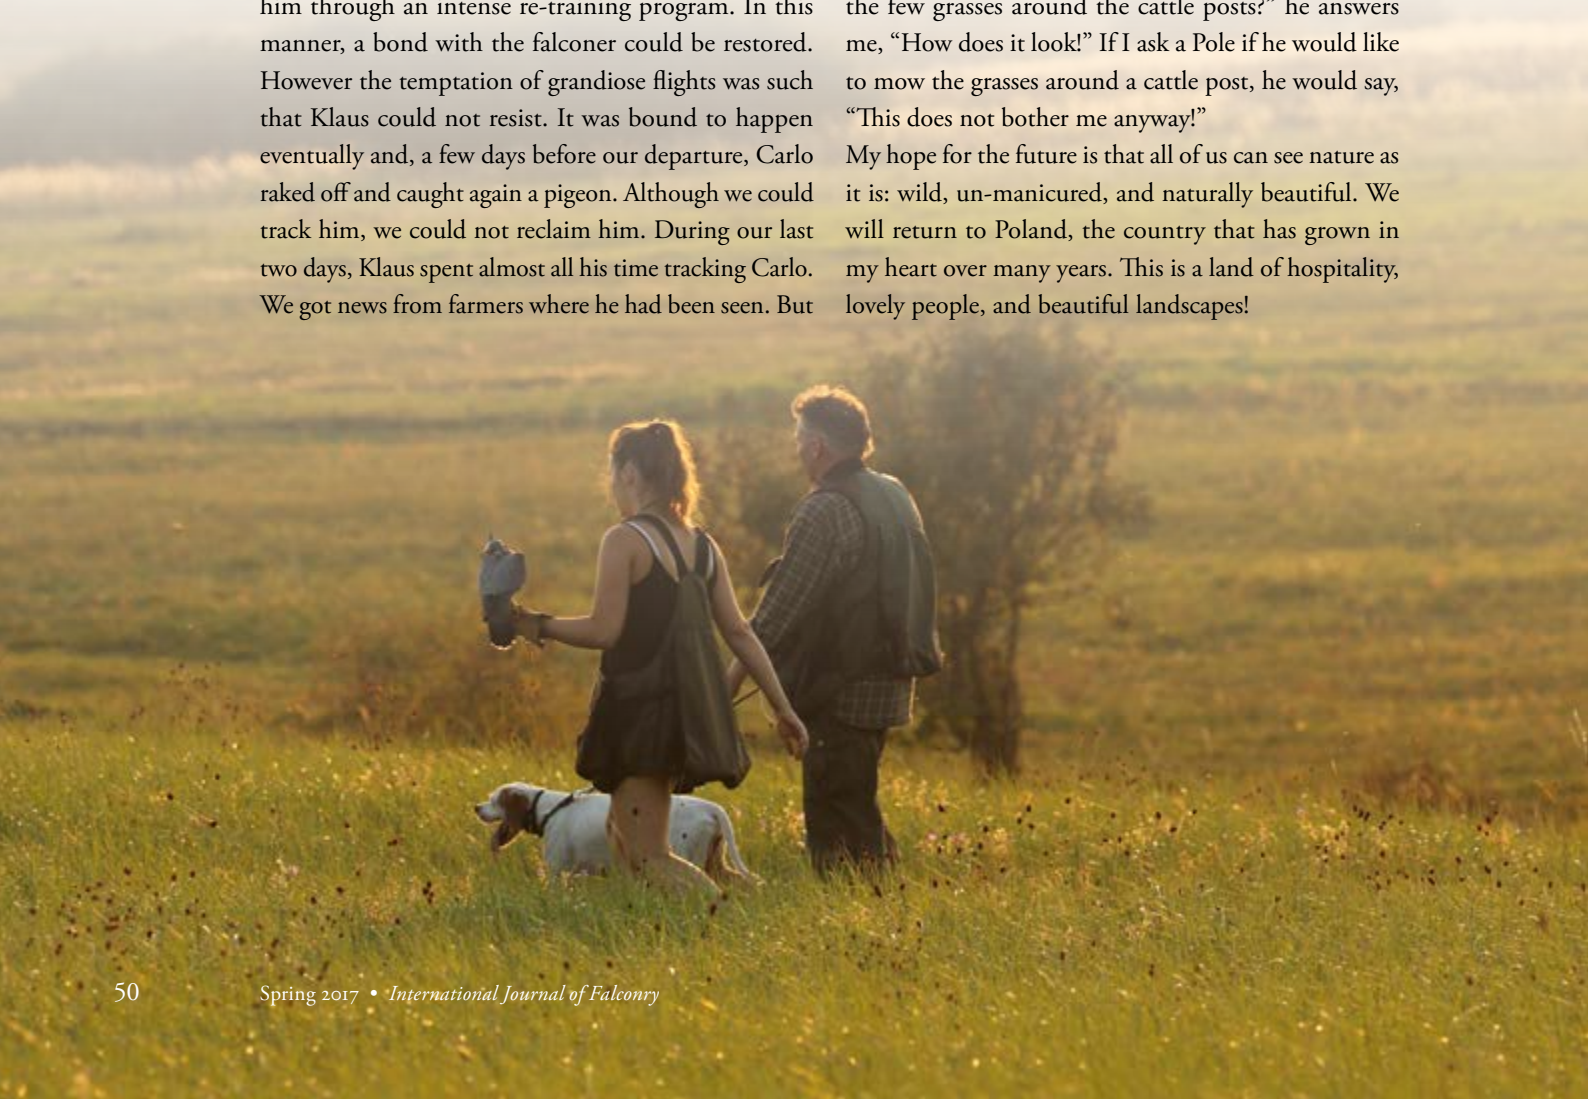 him through an intense re-training program. In this
manner, a bond with the falconer could be restored.
However the temptation of grandiose flights was such
that Klaus could not resist. It was bound to happen
eventually and, a few days before our departure, Carlo
raked off and caught again a pigeon. Although we could
track him, we could not reclaim him. During our last
two days, Klaus spent almost all his time tracking Carlo.
We got news from farmers where he had been seen. But
the few grasses around the cattle posts?” he answers
me, “How does it look!” If I ask a Pole if he would like
to mow the grasses around a cattle post, he would say,
“This does not bother me anyway!”
My hope for the future is that all of us can see nature as
it is: wild, un-manicured, and naturally beautiful. We
will return to Poland, the country that has grown in
my heart over many years. This is a land of hospitality,
lovely people, and beautiful landscapes!
50 Spring 2017 • International Journal of Falconry